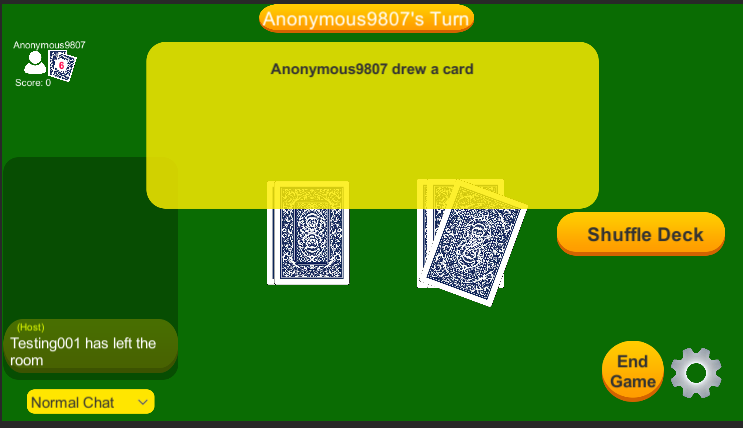 Anonymous9807's Turn
Anonymous9807
6
Score: 0
Anonymous9807 drew a card
Shuffle Deck
(Host)
Testing001 has left the
room
End
Game
Normal Chat